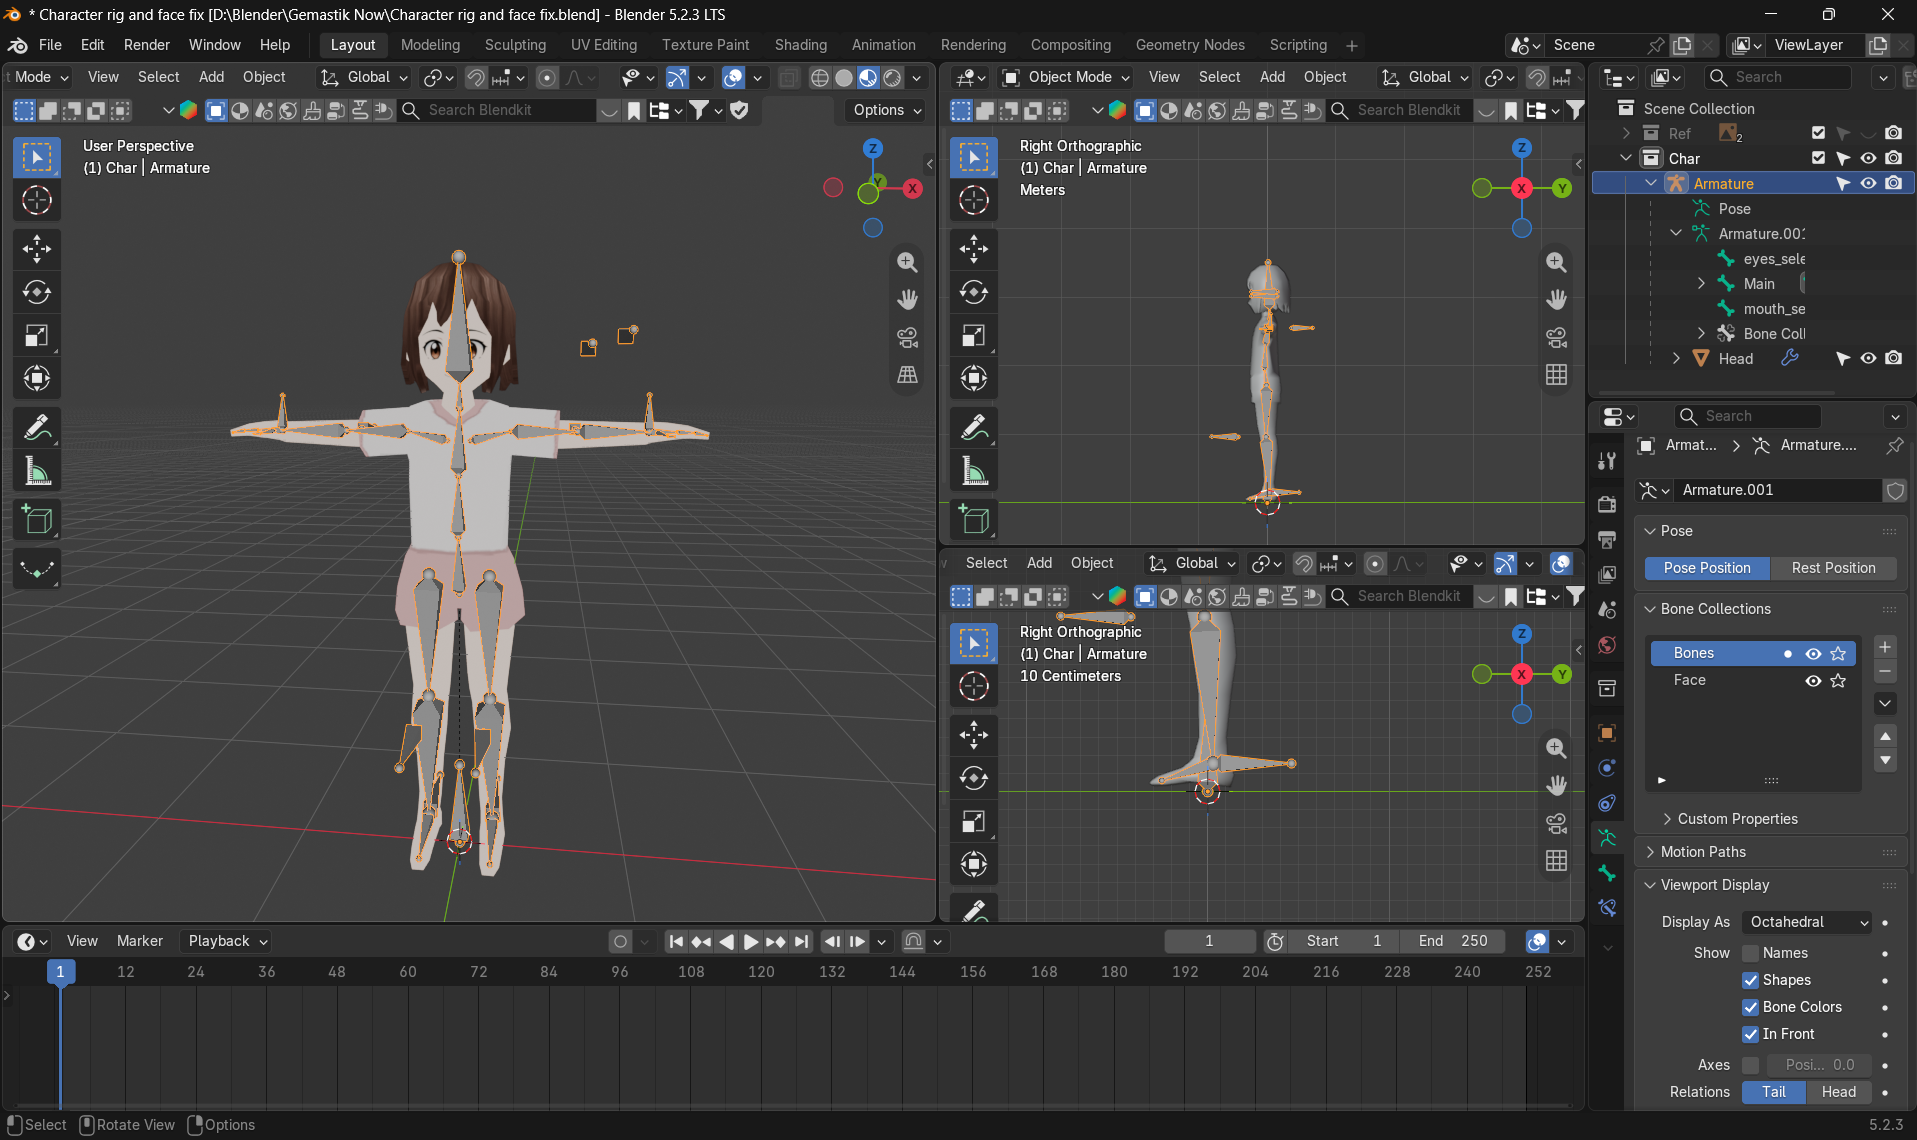 * Character rig and face fix [D:\Blender\Gemastik Now\Character rig and face fix.blend] - Blender 5.2.3 LTS
File Edit Render Window Help Layout Modeling Sculpting UV Editing Texture Paint Shading Animation Rendering Compositing Geometry Nodes Scripting + Scene ViewLayer
t Mode View Select Add Object Global
Search Blendkit Options
User Perspective
(1) Char | Armature
Z
Y
X
Object Mode View Select Add Object Global
Search Blendkit
Right Orthographic
(1) Char | Armature
Meters
Z
X
Y
Select Add Object Global
Search Blendkit
Right Orthographic
(1) Char | Armature
10 Centimeters
Z
X
Y
Search
Scene Collection
Ref 2
Char
Armature
Pose
Armature.001
eyes_sele
Main
mouth_se
Bone Coll
Head
Search
Armat... Armature....
Armature.001
Pose
Pose Position Rest Position
Bone Collections
Bones
Face
Custom Properties
Motion Paths
Viewport Display
Display As Octahedral
Show Names
Shapes
Bone Colors
In Front
Axes Posi... 0.0
Relations Tail Head
View Marker Playback 1 Start 1 End 250
1 12 24 36 48 60 72 84 96 108 120 132 144 156 168 180 192 204 216 228 240 252
Select Rotate View Options 5.2.3